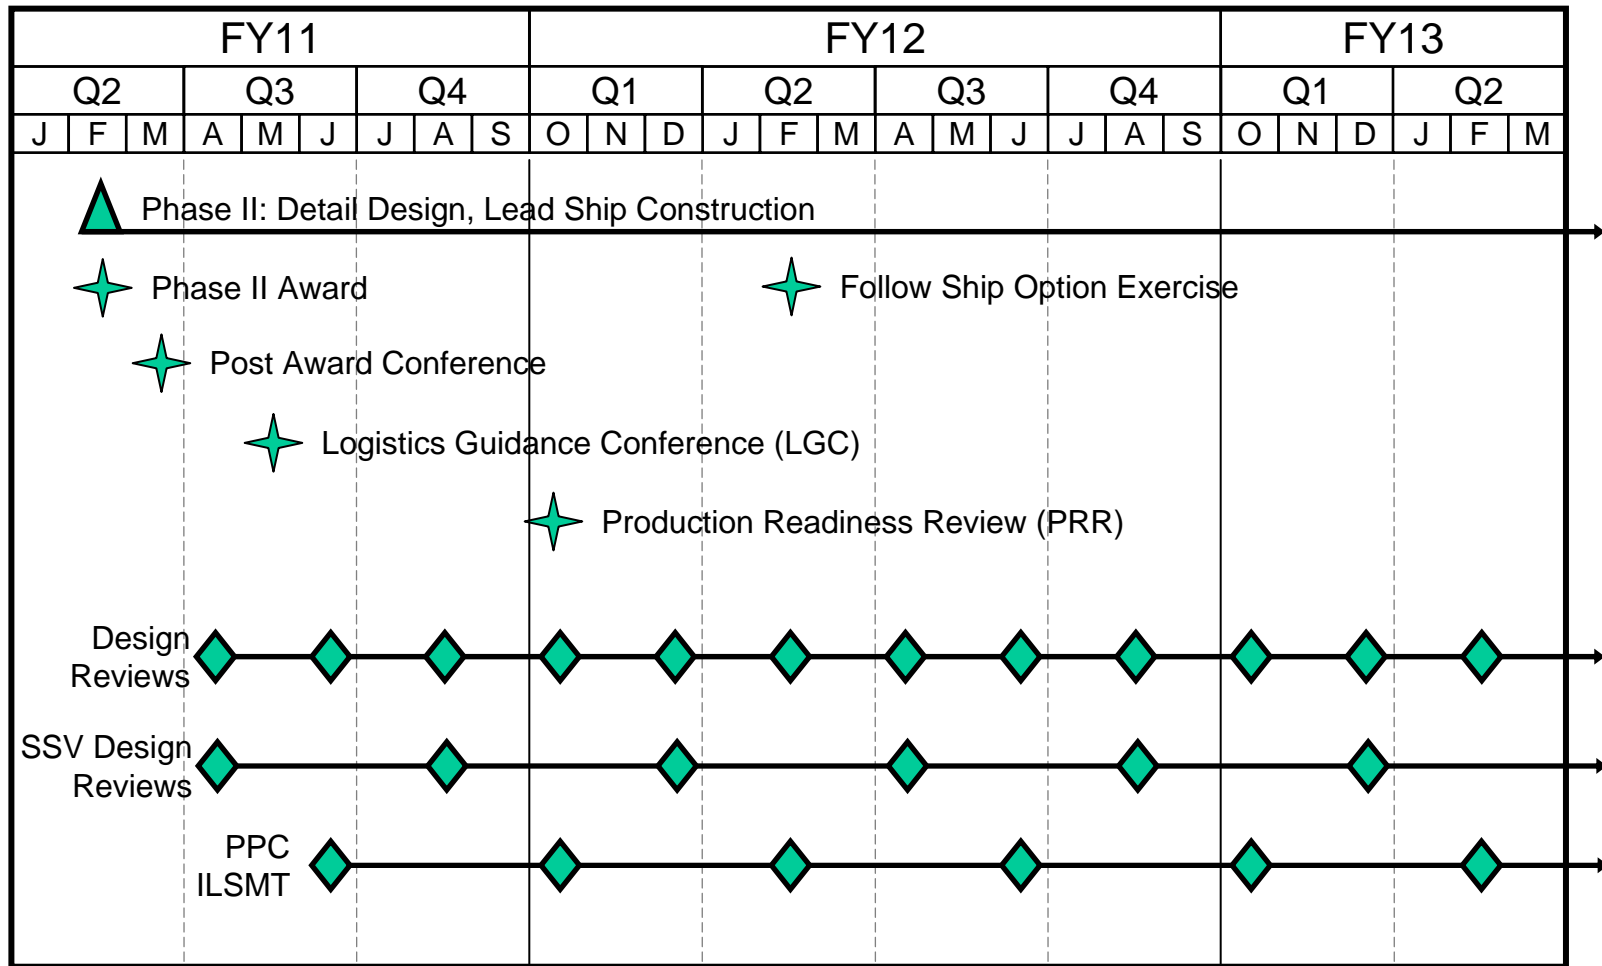 FY11 FY12 FY13
Q2 Q3 Q4 Q1 Q2 Q3 Q4 Q1 Q2
J F M A M J J A S O N D J F M A M J J A S O N D J F M
Phase II: Detail Design, Lead Ship Construction
Phase II Award Follow Ship Option Exercise
Post Award Conference
Logistics Guidance Conference (LGC)
Production Readiness Review (PRR)
Design
Reviews
SSV Design
Reviews
PPC
ILSMT